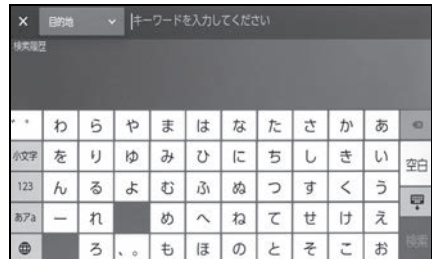 × 目的地 キーワードを入力してください
検索履歴
゛゜ わ ら や ま は な た さ か あ
小文字 を り ゆ み ひ に ち し き い 空白
123 ん る よ む ふ ぬ つ す く う
あ7a ー れ め へ ね て せ け え
ろ 、。 も ほ の と そ こ お 検索